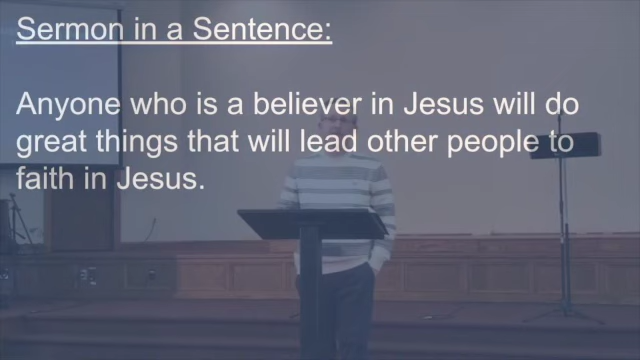 Sermon in a Sentence:
Anyone who is a believer in Jesus will do
great things that will lead other people to
faith in Jesus.